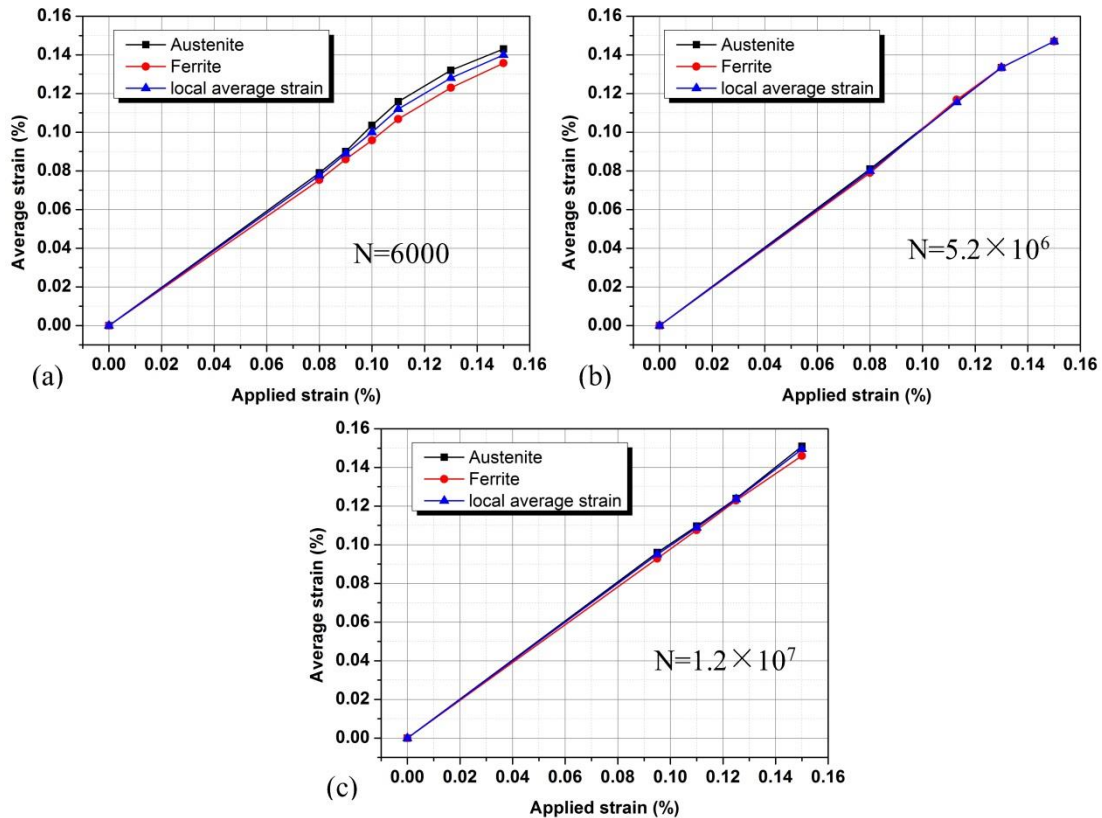 0.16
0.14
0.12
0.10
0.08
0.06
0.04
0.02
0.00
Average strain (%)
Austenite
Ferrite
local average strain
N=6000
0.00 0.02 0.04 0.06 0.08 0.10 0.12 0.14 0.16
Applied strain (%)
(a)
0.16
0.14
0.12
0.10
0.08
0.06
0.04
0.02
0.00
Average strain (%)
Austenite
Ferrite
local average strain
N=5.2×10⁶
0.00 0.02 0.04 0.06 0.08 0.10 0.12 0.14 0.16
Applied strain (%)
(b)
0.16
0.14
0.12
0.10
0.08
0.06
0.04
0.02
0.00
Average strain (%)
Austenite
Ferrite
local average strain
N=1.2×10⁷
0.00 0.02 0.04 0.06 0.08 0.10 0.12 0.14 0.16
Applied strain (%)
(c)